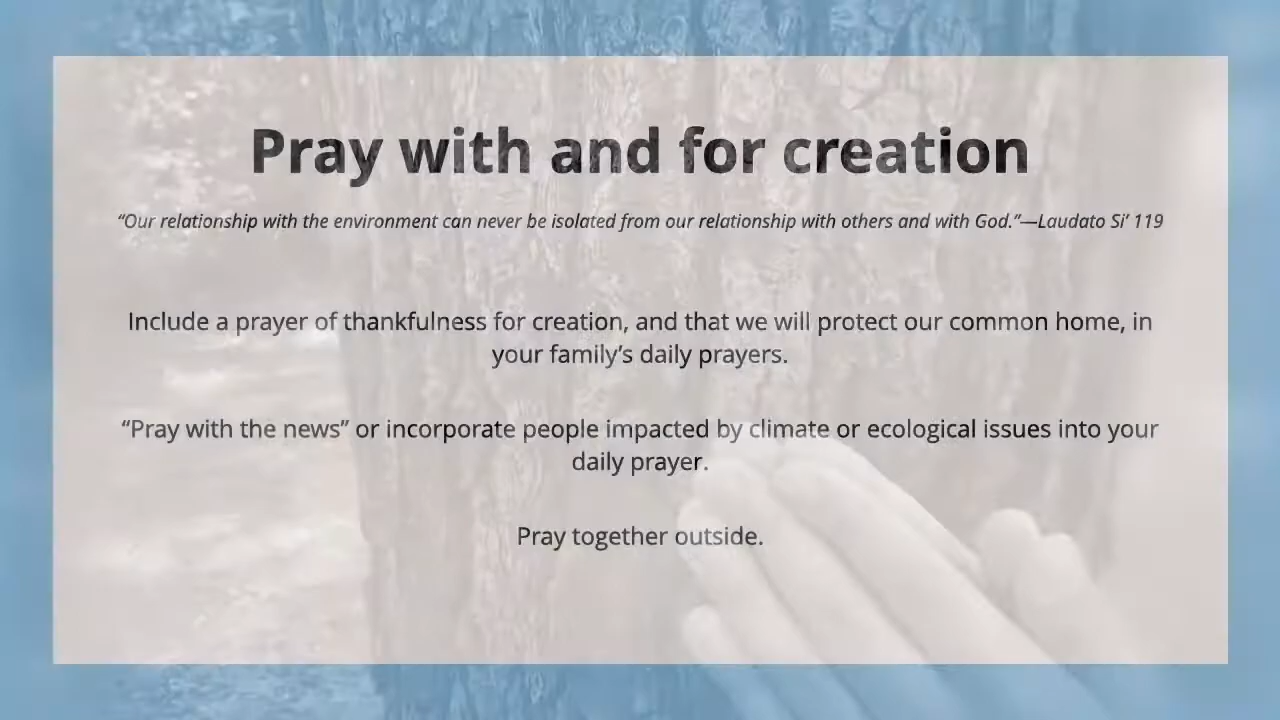 Pray with and for creation
“Our relationship with the environment can never be isolated from our relationship with others and with God.”—Laudato Si’ 119
Include a prayer of thankfulness for creation, and that we will protect our common home, in
your family’s daily prayers.
“Pray with the news” or incorporate people impacted by climate or ecological issues into your
daily prayer.
Pray together outside.